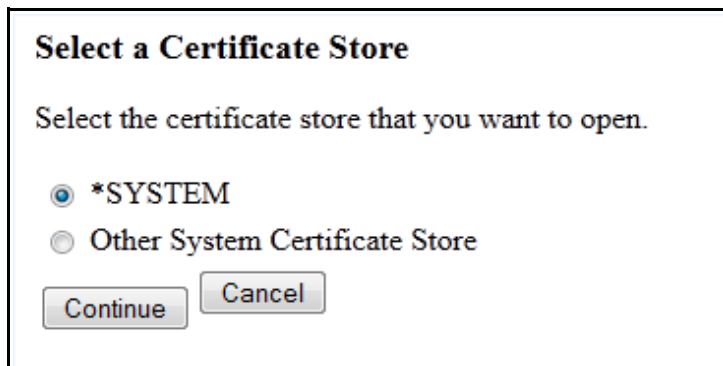 Select a Certificate Store
Select the certificate store that you want to open.
*SYSTEM
Other System Certificate Store
Continue Cancel